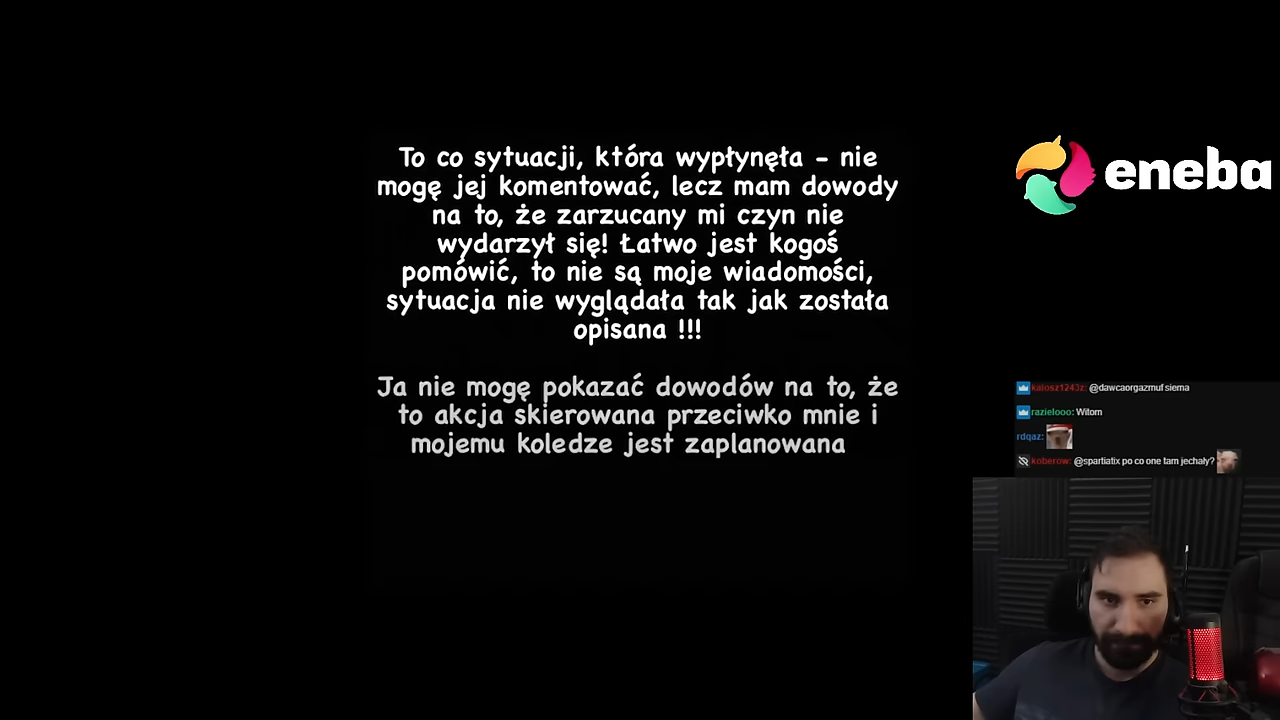 To co sytuacji, która wypłynęła - nie
mogę jej komentować, lecz mam dowody
na to, że zarzucany mi czyn nie
wydarzył się! Łatwo jest kogoś
pomówić, to nie są moje wiadomości,
sytuacja nie wyglądała tak jak została
opisana !!!
Ja nie mogę pokazać dowodów na to, że
to akcja skierowana przeciwko mnie i
mojemu koledze jest zaplanowana
eneba
kalosz1243z: @dawcaorgazmuf siema
razielooo: Witom
rdqaz:
koberow: @spartiatix po co one tam jechały?